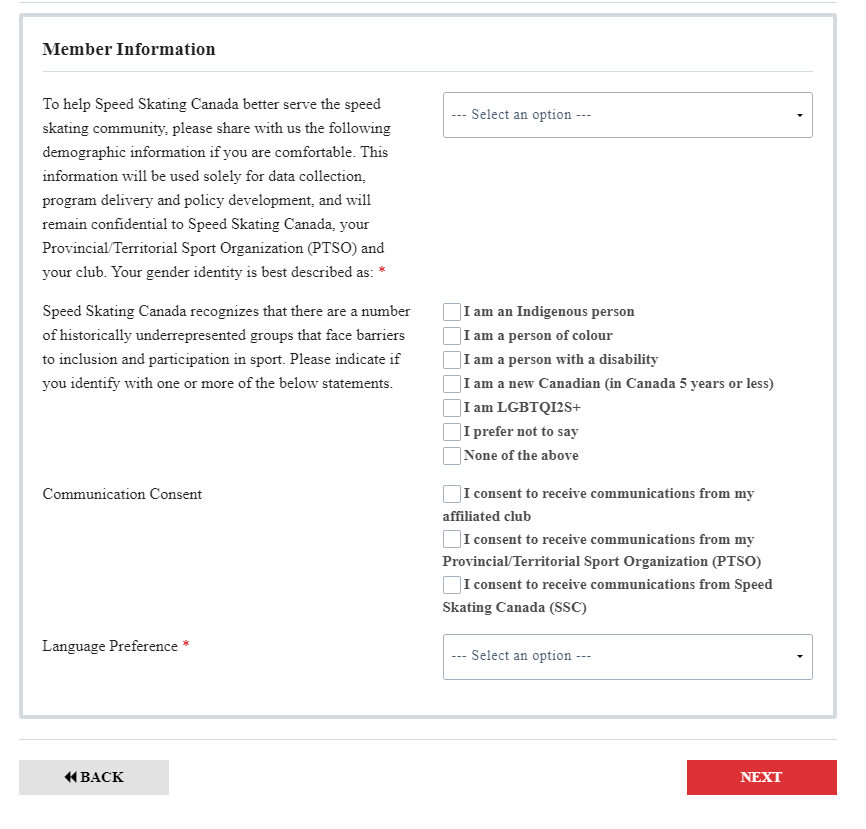 Member Information
To help Speed Skating Canada better serve the speed
skating community, please share with us the following
demographic information if you are comfortable. This
information will be used solely for data collection,
program delivery and policy development, and will
remain confidential to Speed Skating Canada, your
Provincial/Territorial Sport Organization (PTSO) and
your club. Your gender identity is best described as: *
--- Select an option ---
Speed Skating Canada recognizes that there are a number
of historically underrepresented groups that face barriers
to inclusion and participation in sport. Please indicate if
you identify with one or more of the below statements.
I am an Indigenous person
I am a person of colour
I am a person with a disability
I am a new Canadian (in Canada 5 years or less)
I am LGBTQI2S+
I prefer not to say
None of the above
Communication Consent
I consent to receive communications from my
affiliated club
I consent to receive communications from my
Provincial/Territorial Sport Organization (PTSO)
I consent to receive communications from Speed
Skating Canada (SSC)
Language Preference *
--- Select an option ---
BACK
NEXT